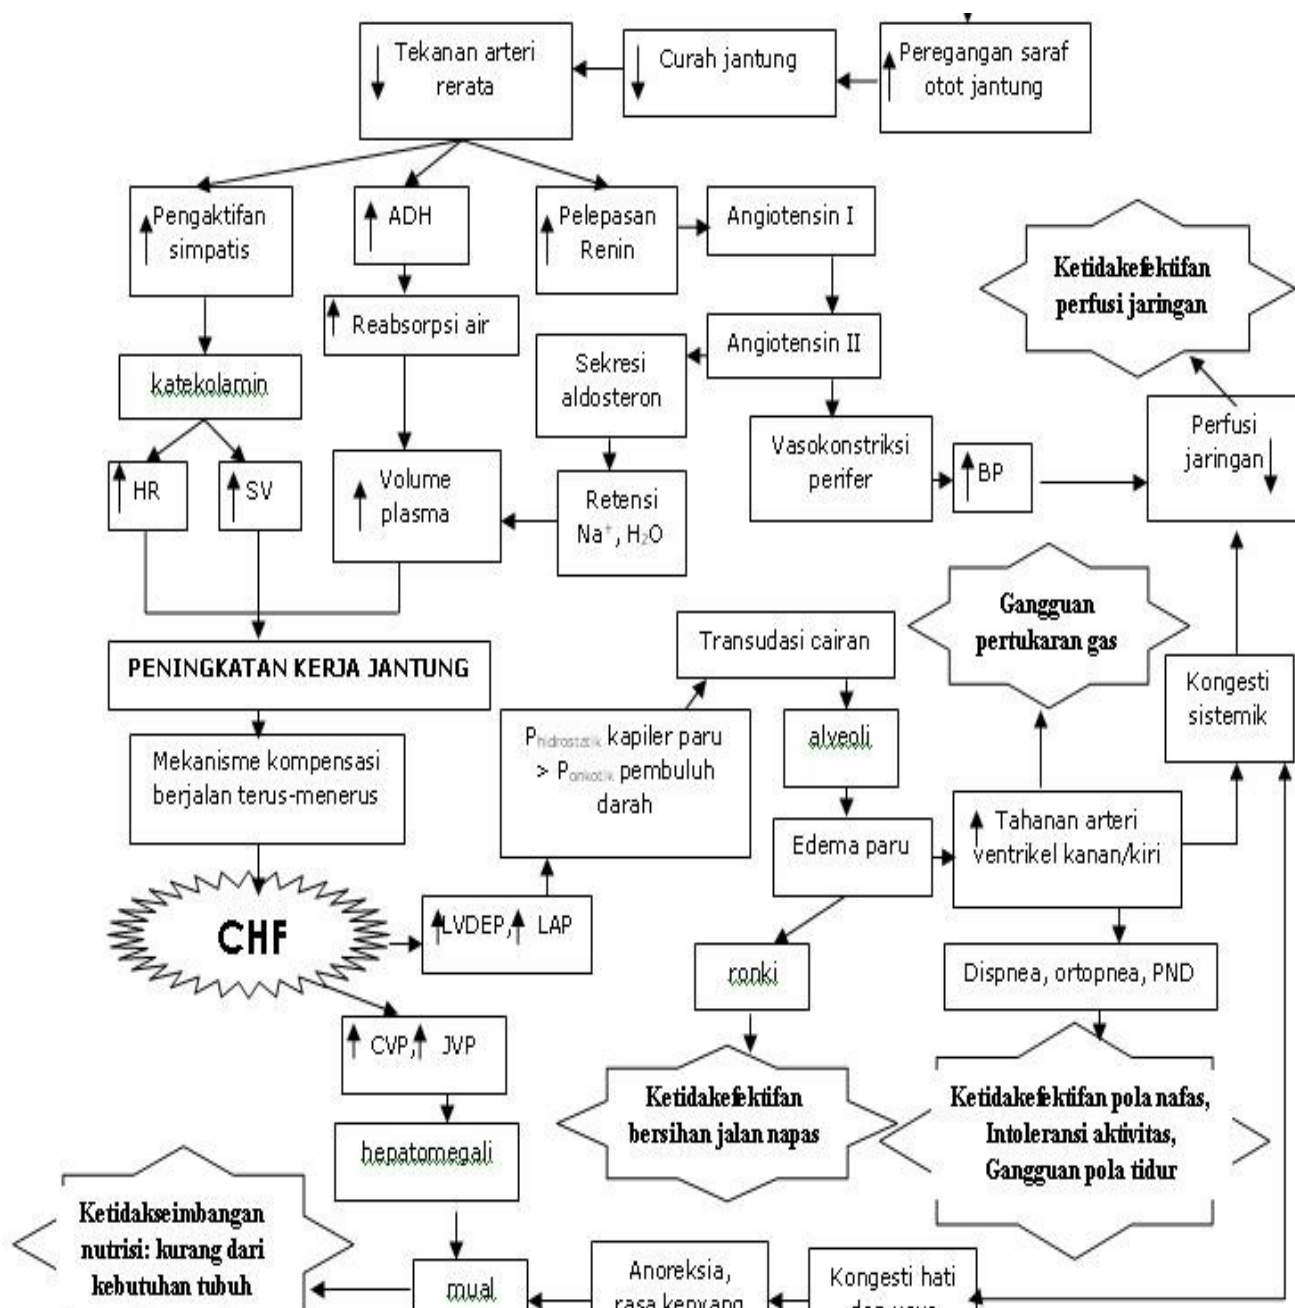 Tekanan arteri
rerata
Curah jantung
Peregangan saraf
otot jantung
Pengaktifan
simpatis
ADH
Pelepasan
Renin
Angiotensin I
Ketidakefektifan
perfusi jaringan
Reabsorpsi air
Angiotensin II
Sekresi
aldosteron
katekolamin
Vasokonstriksi
perifer
BP
Perfusi
jaringan
HR
SV
Volume
plasma
Retensi
Na⁺, H₂O
Gangguan
pertukaran gas
Transudasi cairan
PENINGKATAN KERJA JANTUNG
Kongesti
sistemik
P hidrostatik kapiler paru
> P onkotik pembuluh
darah
alveoli
Mekanisme kompensasi
berjalan terus-menerus
Edema paru
Tahanan arteri
ventrikel kanan/kiri
CHF
LVDEP, LAP
ronki
Dispnea, ortopnea, PND
CVP, JVP
Ketidakefektifan
bersihan jalan napas
Ketidakefektifan pola nafas,
Intoleransi aktivitas,
Gangguan pola tidur
hepatomegali
Ketidakseimbangan
nutrisi: kurang dari
kebutuhan tubuh
mual
Anoreksia,
rasa kenyang
Kongesti hati